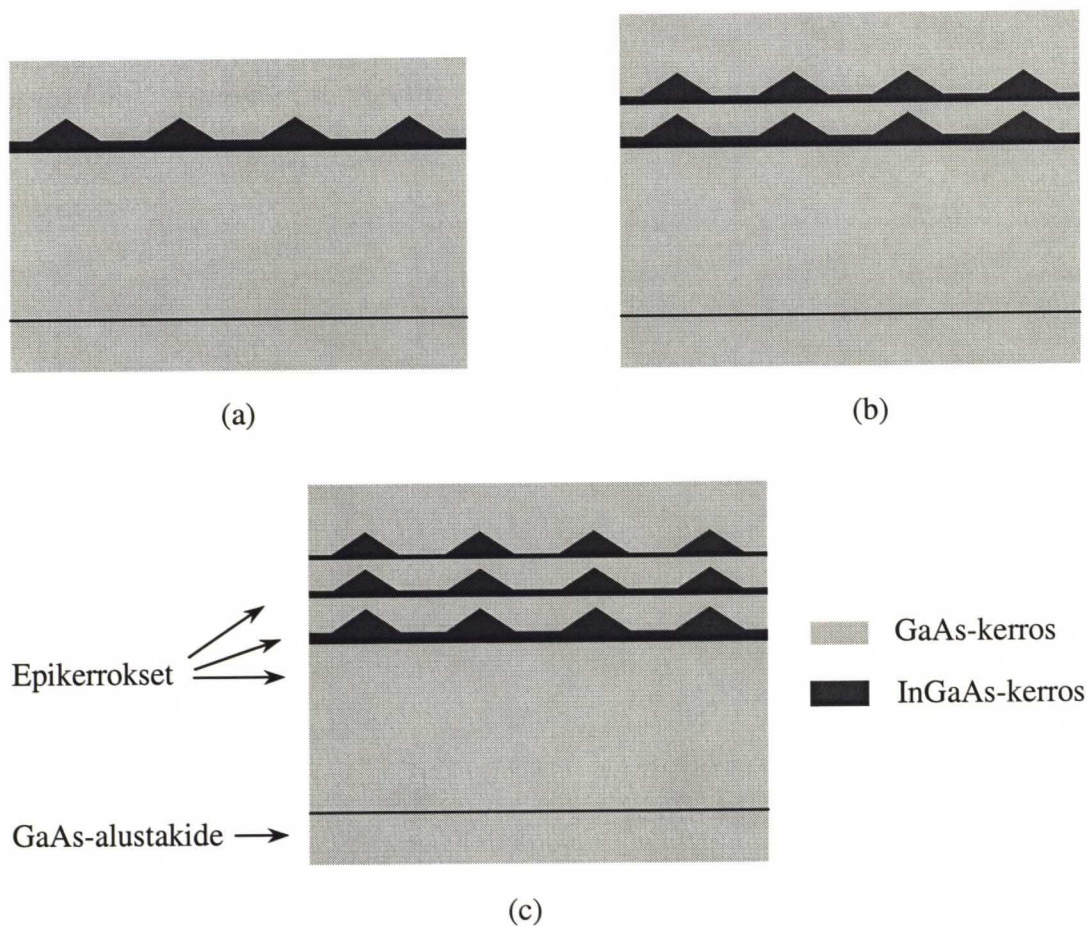 (a)
(b)
Epikerrokset
GaAs-kerros
InGaAs-kerros
GaAs-alustakide
(c)